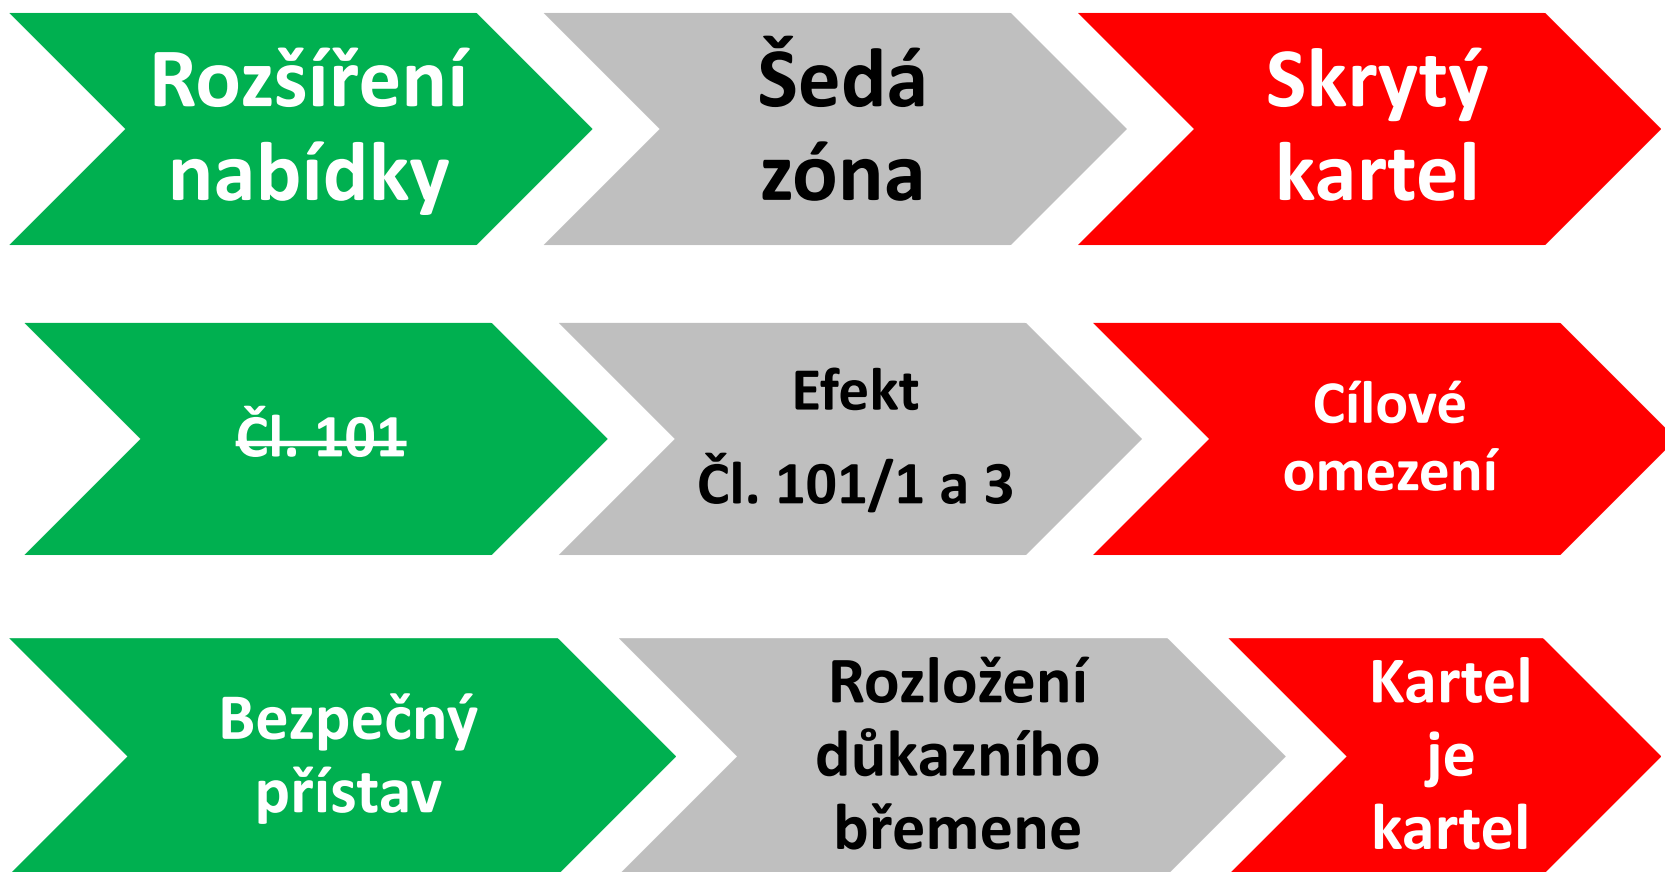 Rozšíření
nabídky
Šedá
zóna
Skrytý
kartel
Čl. 101
Efekt
Čl. 101/1 a 3
Cílové
omezení
Bezpečný
přístav
Rozložení
důkazního
břemene
Kartel
je
kartel